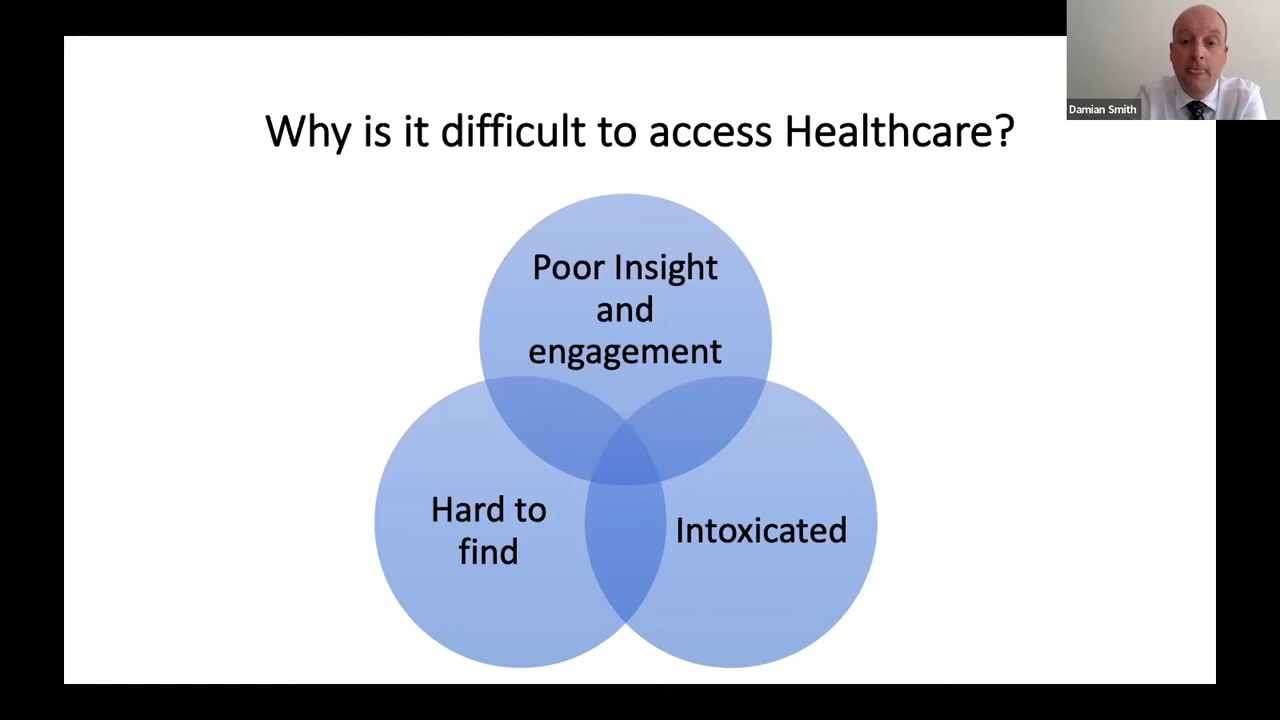 Damian Smith
Why is it difficult to access Healthcare?
Poor Insight
and
engagement
Hard to
find
Intoxicated